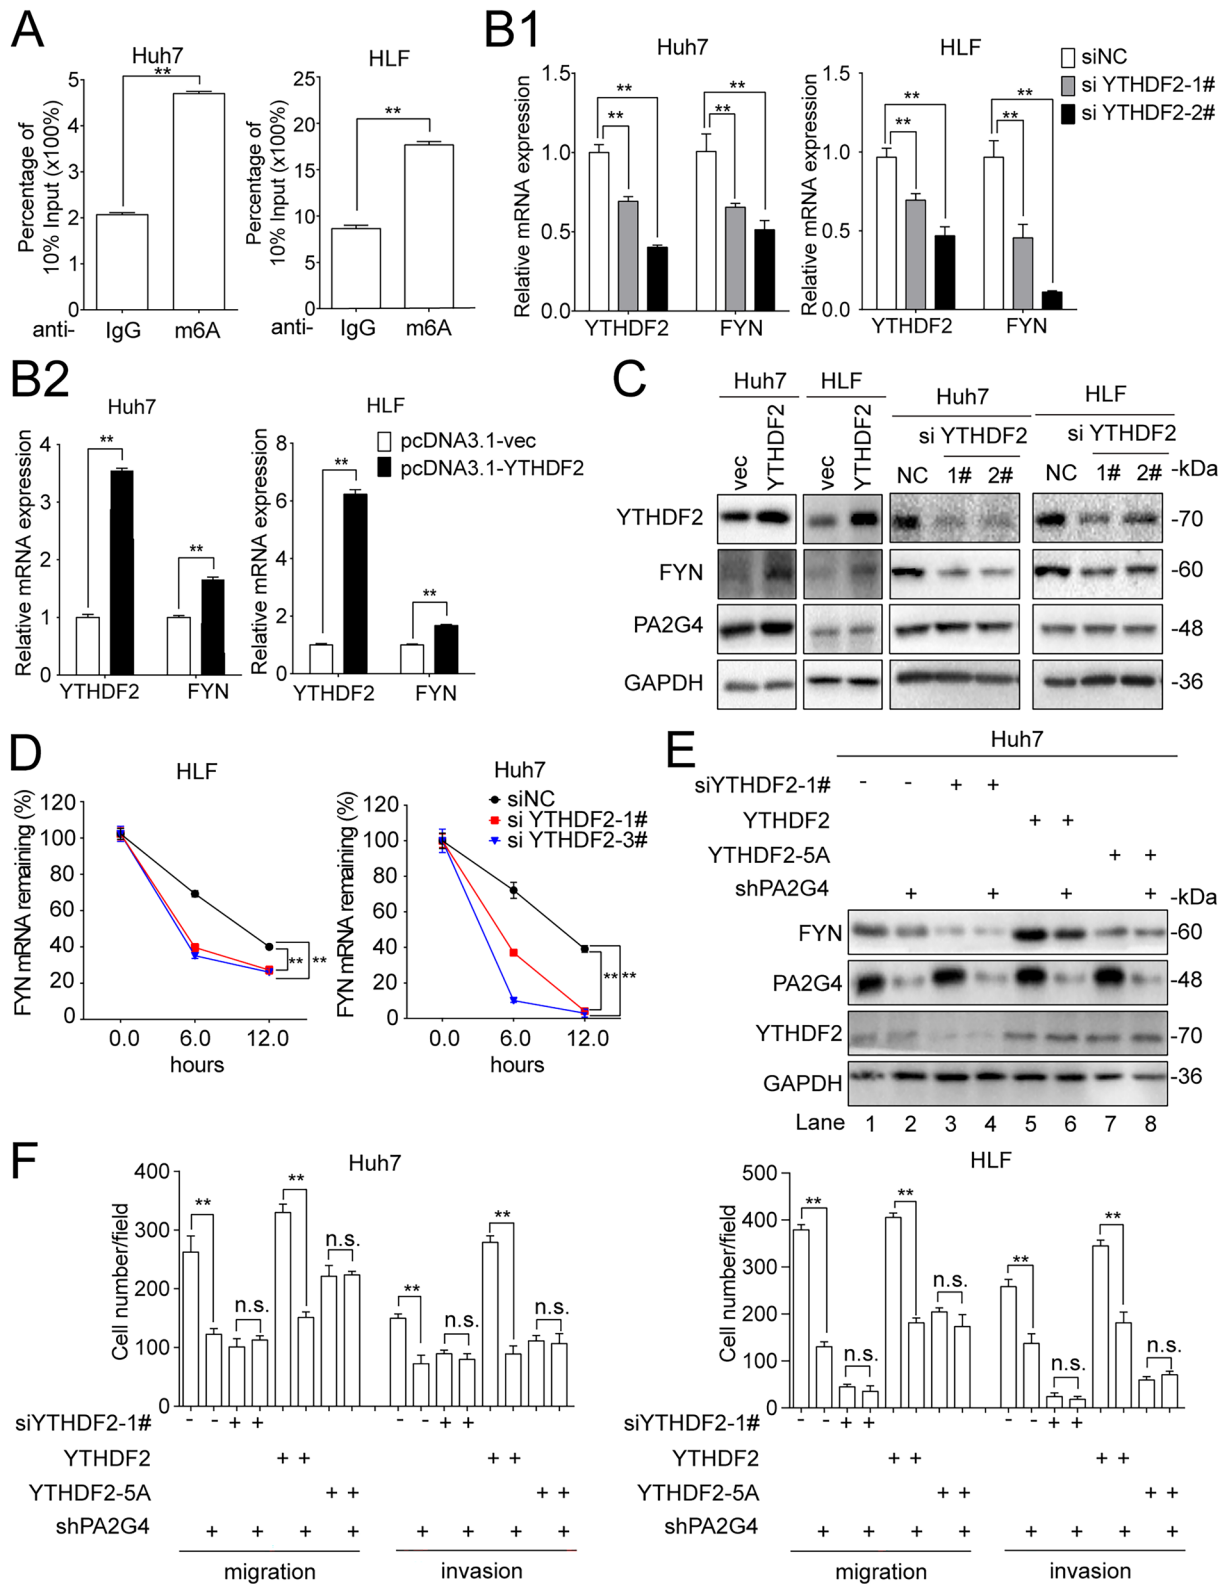 A
Huh7
HLF
Percentage of
10% Input (x100%)
5
4
3
2
1
0
**
anti-
IgG
m6A
Percentage of
10% Input (x100%)
25
20
15
10
5
0
**
anti-
IgG
m6A
B1
Huh7
HLF
siNC
si YTHDF2-1#
si YTHDF2-2#
Relative mRNA expression
1.5
1.0
0.5
0.0
**
**
**
**
YTHDF2
FYN
Relative mRNA expression
1.5
1.0
0.5
0.0
**
**
**
**
YTHDF2
FYN
B2
Huh7
HLF
pcDNA3.1-vec
pcDNA3.1-YTHDF2
Relative mRNA expression
4
3
2
1
0
**
**
YTHDF2
FYN
Relative mRNA expression
8
6
4
2
0
**
**
YTHDF2
FYN
C
Huh7
HLF
Huh7
HLF
si YTHDF2
si YTHDF2
vec
YTHDF2
vec
YTHDF2
NC 1# 2#
NC 1# 2#
-kDa
YTHDF2
-70
FYN
-60
PA2G4
-48
GAPDH
-36
D
HLF
Huh7
siNC
si YTHDF2-1#
si YTHDF2-3#
FYN mRNA remaining (%)
120
100
80
60
40
20
0
** **
0.0 6.0 12.0
hours
FYN mRNA remaining (%)
120
100
80
60
40
20
0
** **
0.0 6.0 12.0
hours
E
Huh7
siYTHDF2-1# - - + +
YTHDF2 + +
YTHDF2-5A + +
shPA2G4 + + + +
-kDa
FYN
-60
PA2G4
-48
YTHDF2
-70
GAPDH
-36
Lane 1 2 3 4 5 6 7 8
F
Huh7
HLF
Cell number/field
400
300
200
100
0
** n.s. ** n.s. ** n.s. ** n.s.
Cell number/field
500
400
300
200
100
0
** n.s. ** n.s. ** n.s. ** n.s.
siYTHDF2-1# - - + + - - + +
YTHDF2 + + + +
YTHDF2-5A + + + +
shPA2G4 + + + + + + + +
migration
invasion
siYTHDF2-1# - - + + - - + +
YTHDF2 + + + +
YTHDF2-5A + + + +
shPA2G4 + + + + + + + +
migration
invasion